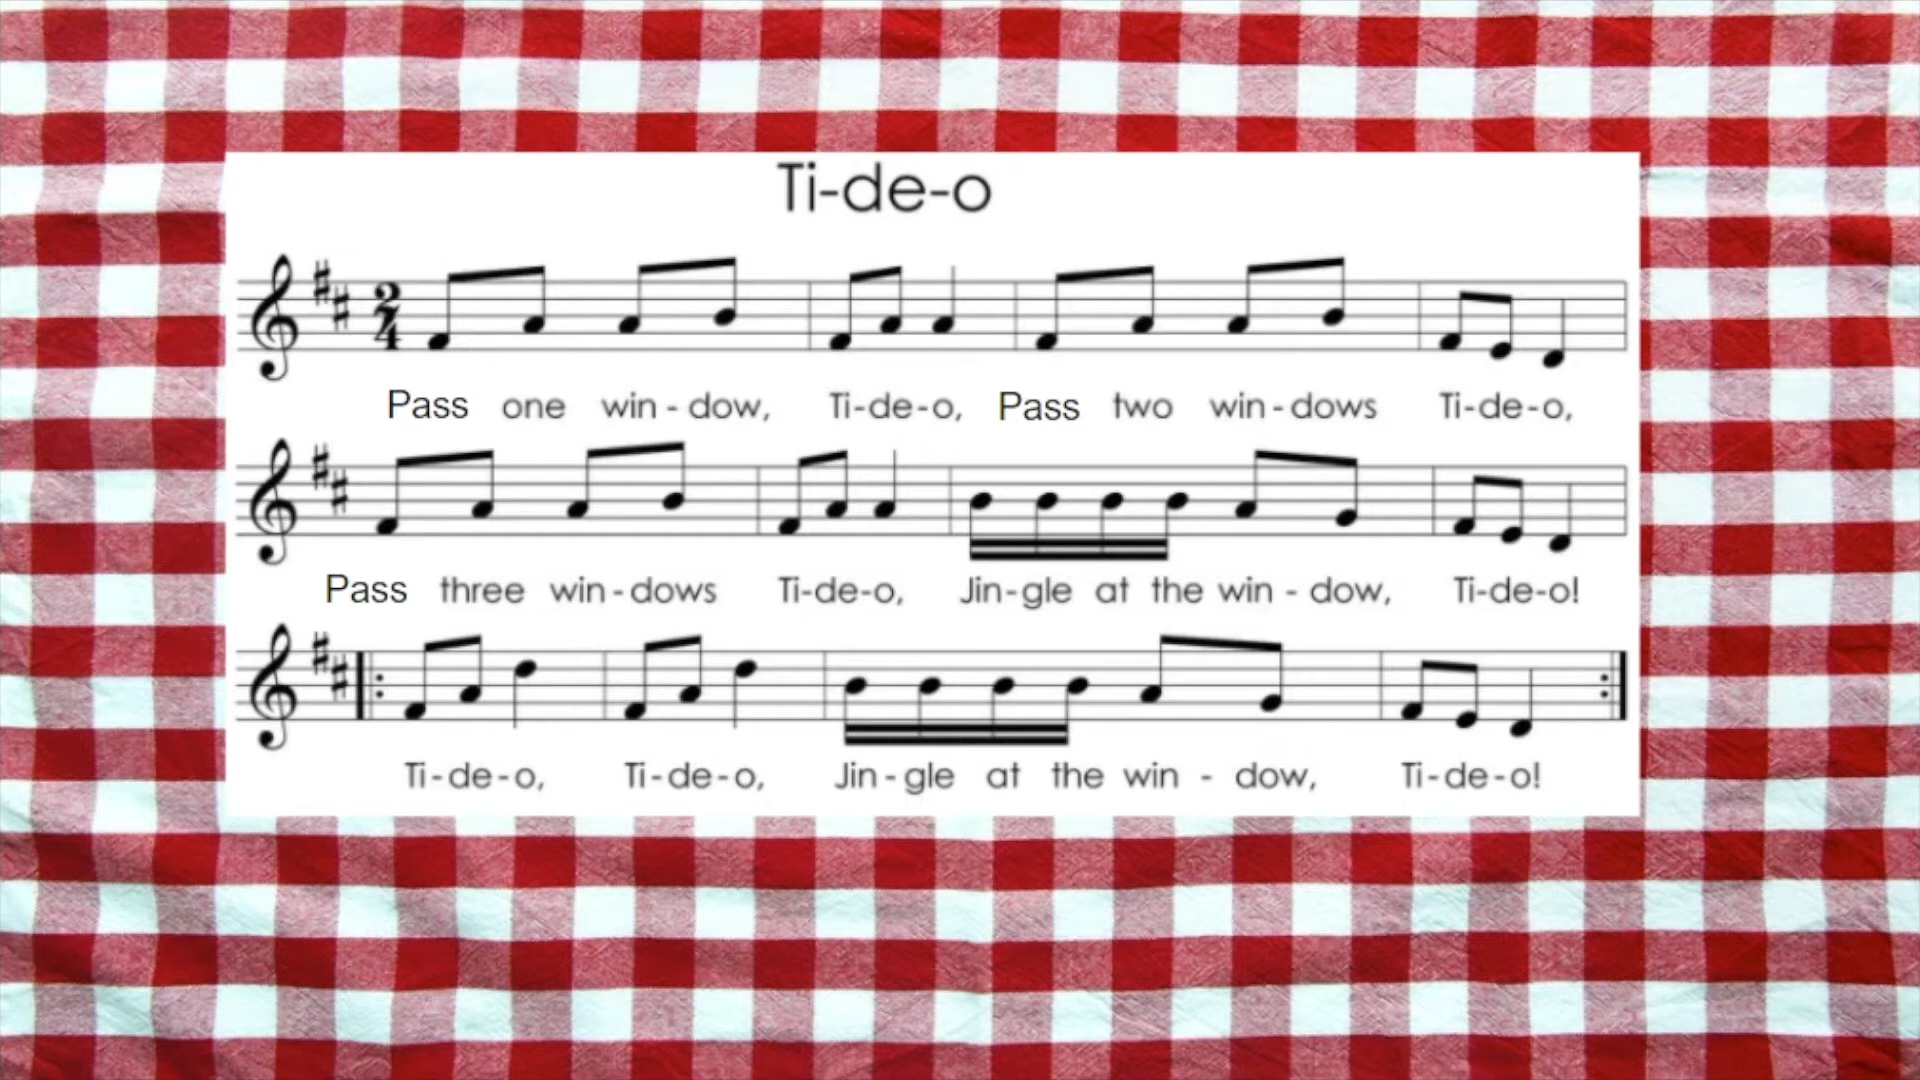 Ti-de-o
2
4
Pass one win-dow, Ti-de-o, Pass two win-dows Ti-de-o,
Pass three win-dows Ti-de-o, Jin-gle at the win-dow, Ti-de-o!
Ti-de-o, Ti-de-o, Jin-gle at the win-dow, Ti-de-o!